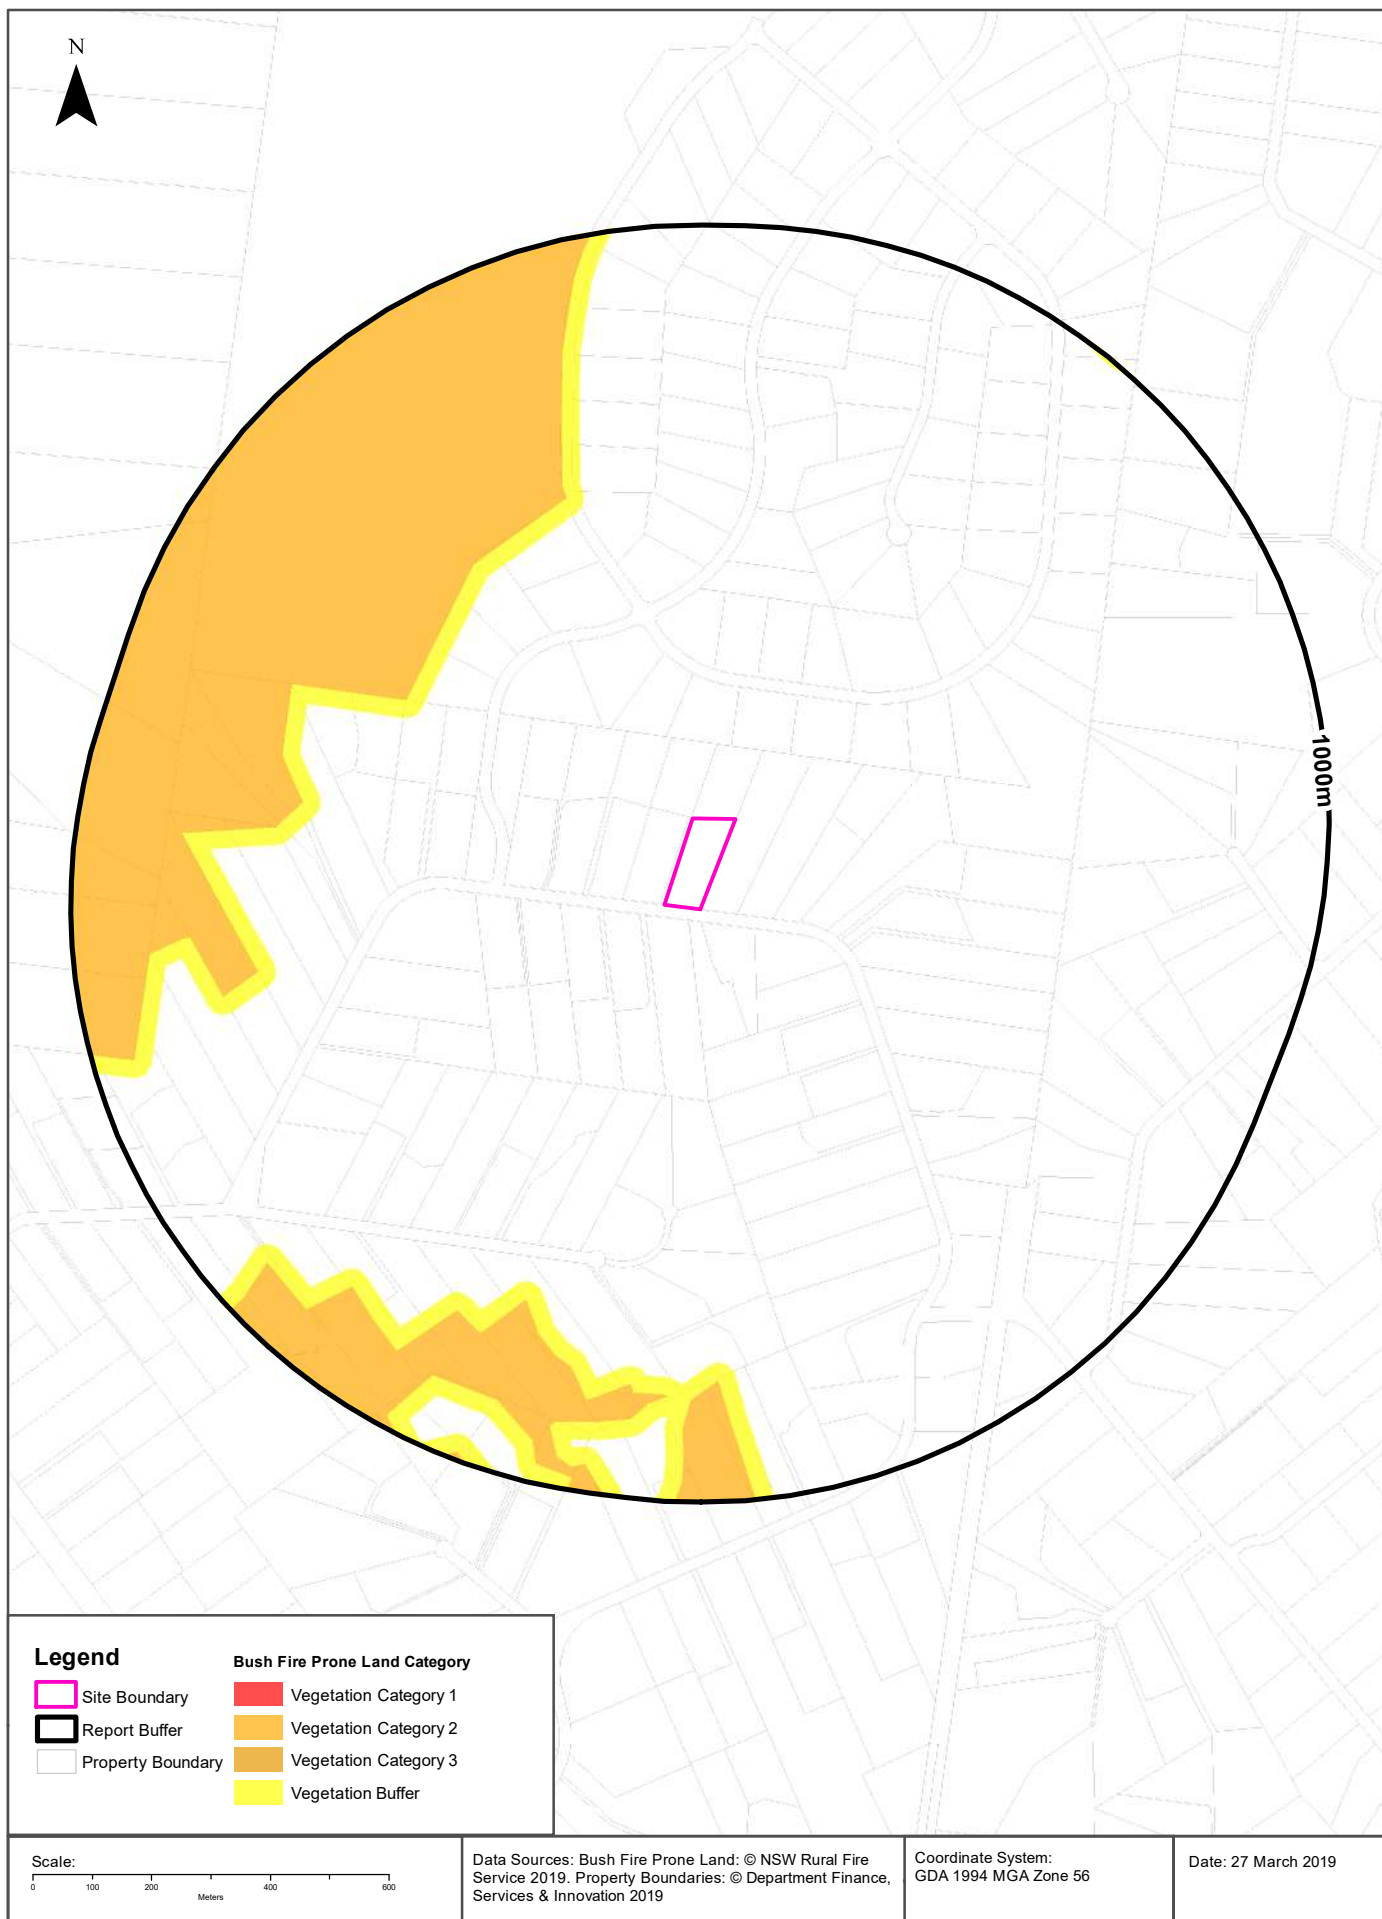 N
1000m
Legend
Site Boundary
Report Buffer
Property Boundary
Bush Fire Prone Land Category
Vegetation Category 1
Vegetation Category 2
Vegetation Category 3
Vegetation Buffer
Scale:
0 100 200 400 600
Meters
Data Sources: Bush Fire Prone Land: © NSW Rural Fire
Service 2019. Property Boundaries: © Department Finance,
Services & Innovation 2019
Coordinate System:
GDA 1994 MGA Zone 56
Date: 27 March 2019